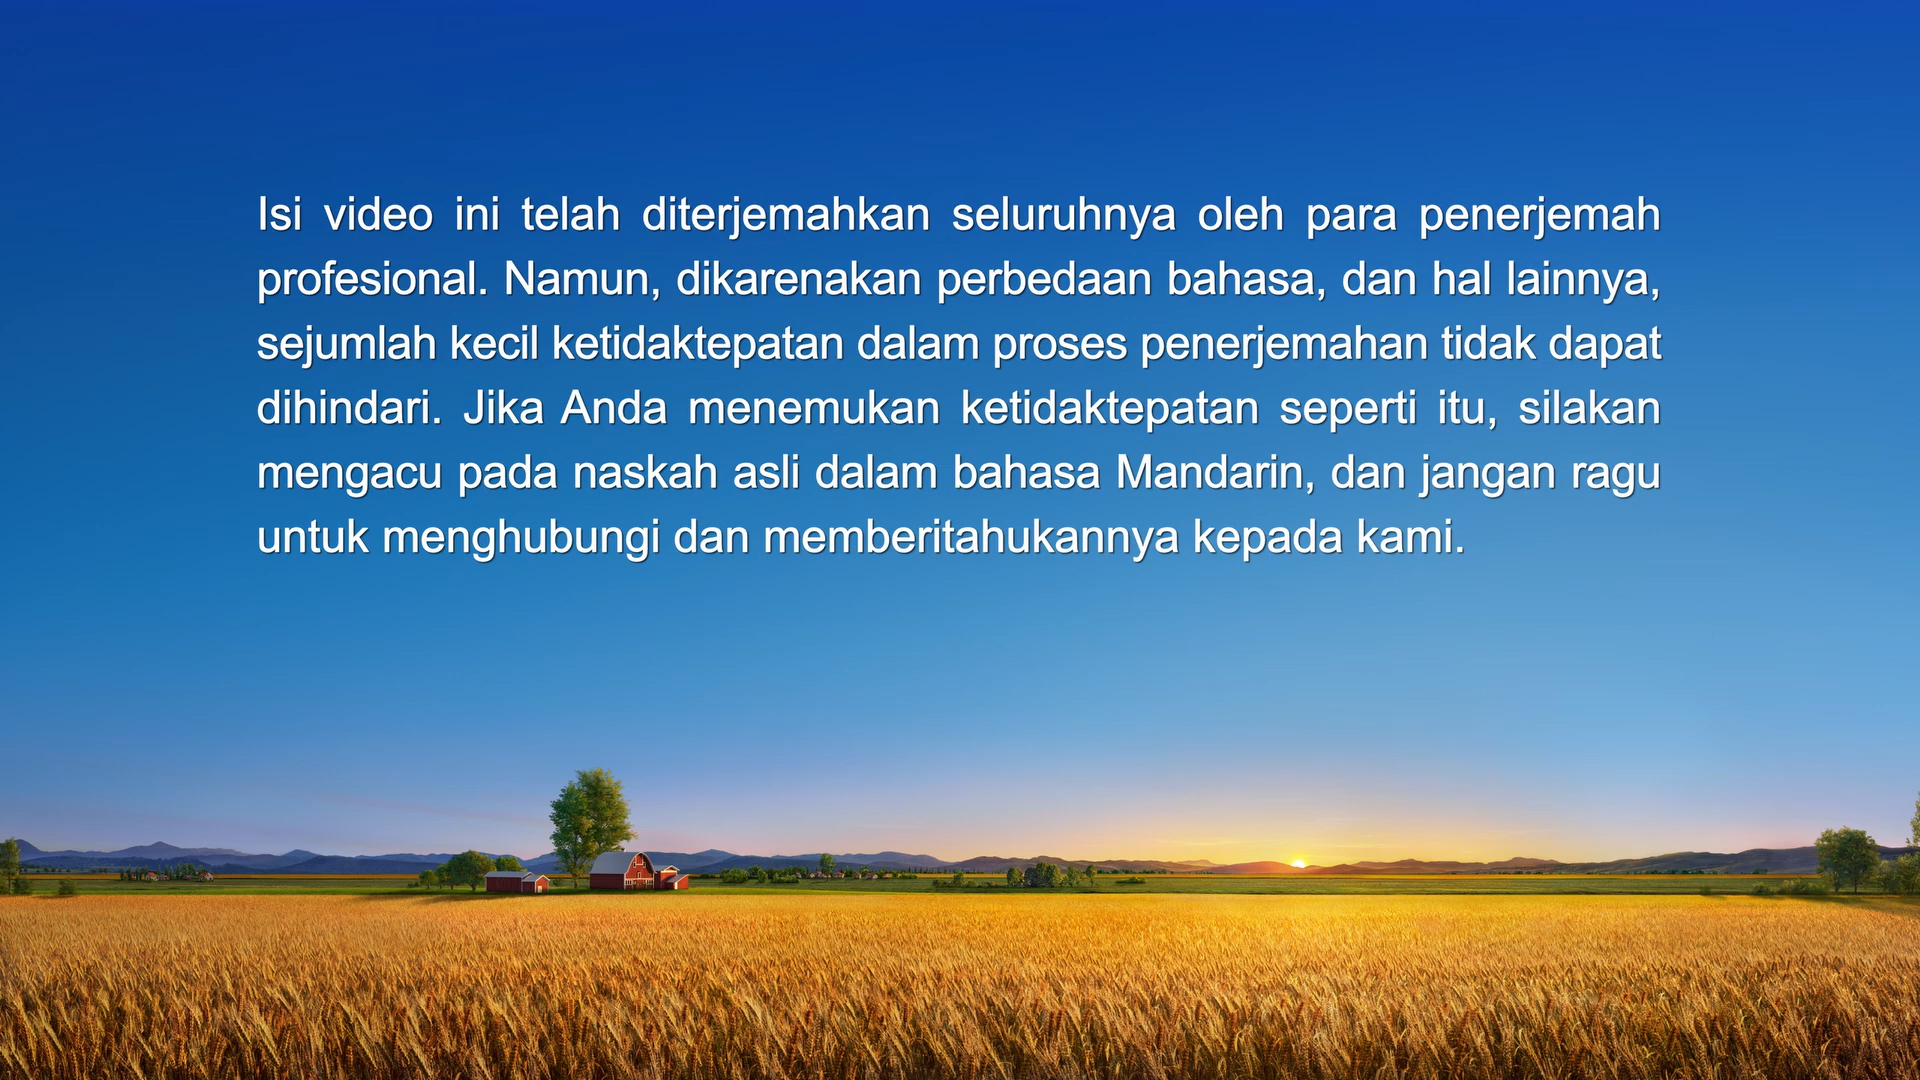 Isi video ini telah diterjemahkan seluruhnya oleh para penerjemah
profesional. Namun, dikarenakan perbedaan bahasa, dan hal lainnya,
sejumlah kecil ketidaktepatan dalam proses penerjemahan tidak dapat
dihindari. Jika Anda menemukan ketidaktepatan seperti itu, silakan
mengacu pada naskah asli dalam bahasa Mandarin, dan jangan ragu
untuk menghubungi dan memberitahukannya kepada kami.